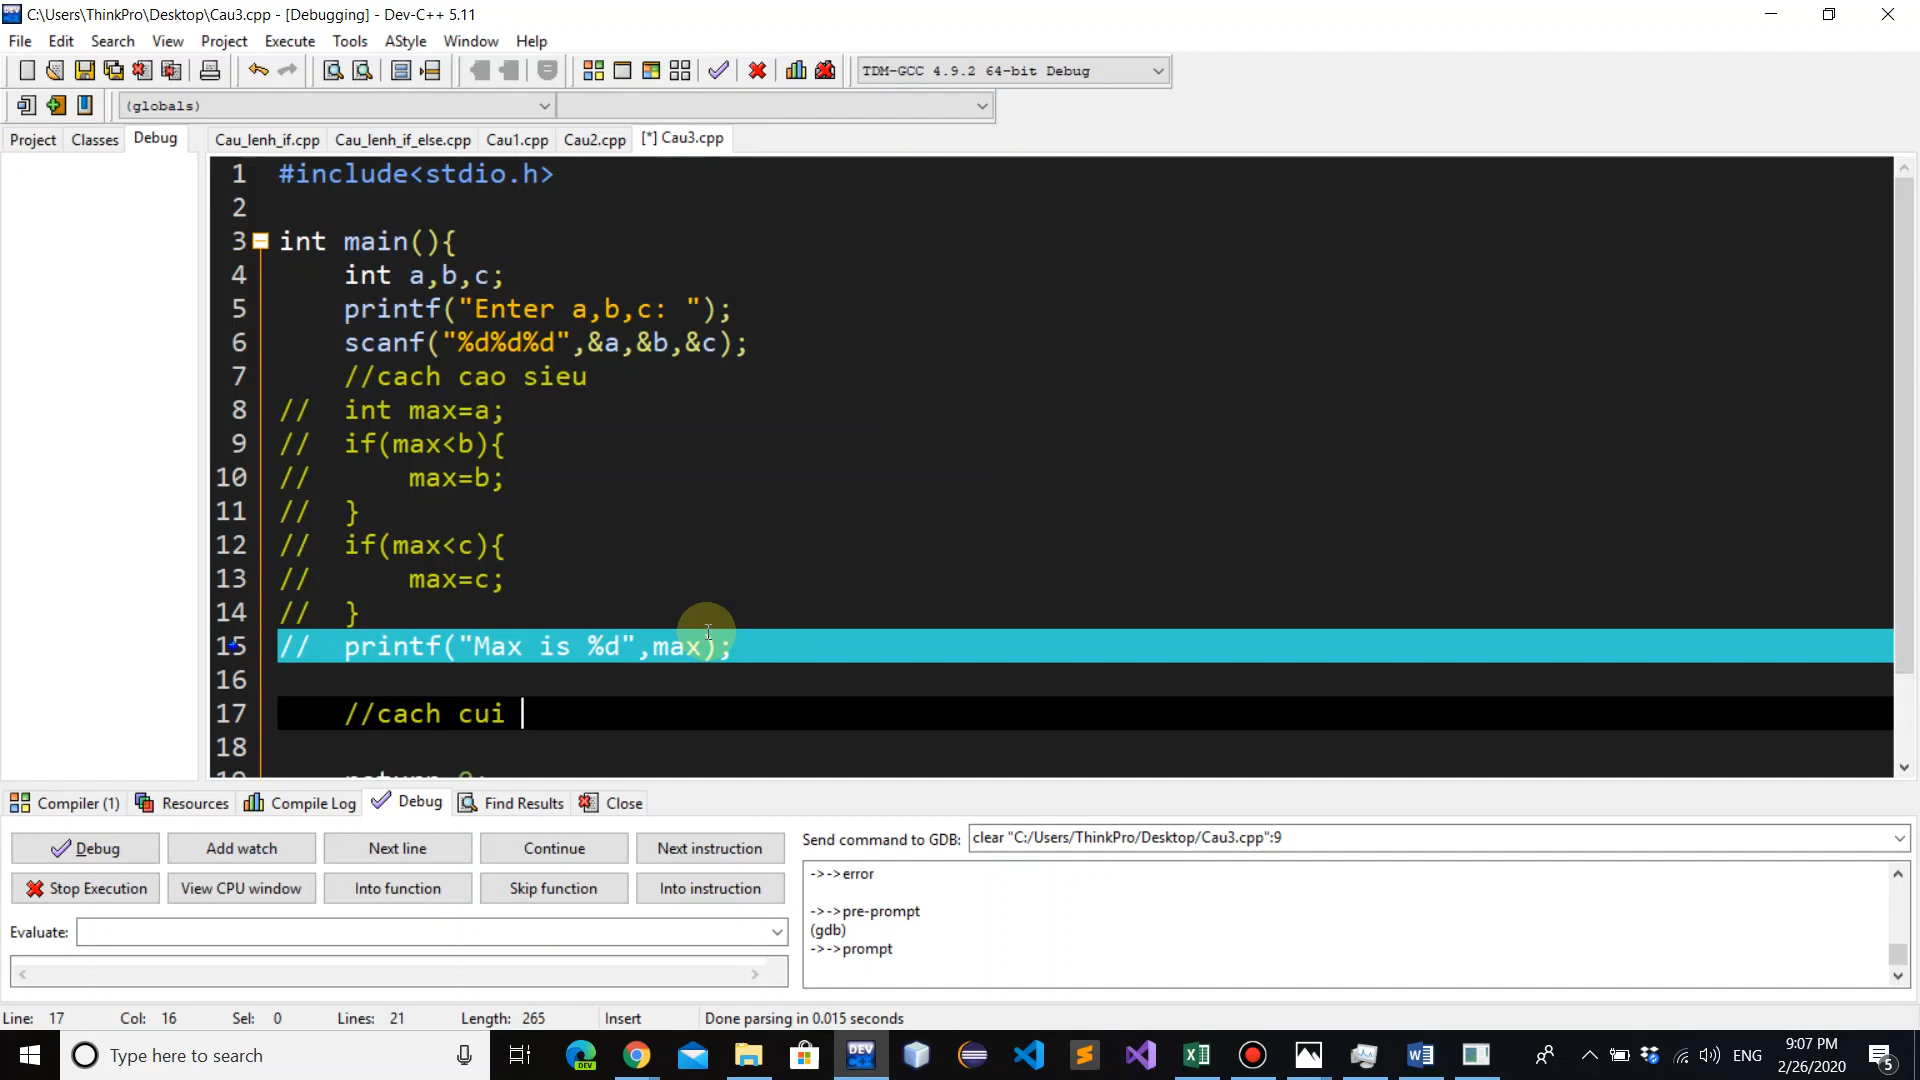 C:\Users\ThinkPro\Desktop\Cau3.cpp - [Debugging] - Dev-C++ 5.11
File Edit Search View Project Execute Tools AStyle Window Help
TDM-GCC 4.9.2 64-bit Debug
(globals)
Project Classes Debug Cau_lenh_if.cpp Cau_lenh_if_else.cpp Cau1.cpp Cau2.cpp [*] Cau3.cpp
1 #include<stdio.h>
2
3 int main(){
4 int a,b,c;
5 printf("Enter a,b,c: ");
6 scanf("%d%d%d",&a,&b,&c);
7 //cach cao sieu
8 // int max=a;
9 // if(max<b){
10 // max=b;
11 // }
12 // if(max<c){
13 // max=c;
14 // }
15 // printf("Max is %d",max);
16
17 //cach cui
18
19 return 0;
Compiler (1) Resources Compile Log Debug Find Results Close
Debug Add watch Next line Continue Next instruction
Send command to GDB: clear "C:/Users/ThinkPro/Desktop/Cau3.cpp":9
Stop Execution View CPU window Into function Skip function Into instruction
Evaluate:
->->error
->->pre-prompt
(gdb)
->->prompt
Line: 17 Col: 16 Sel: 0 Lines: 21 Length: 265 Insert Done parsing in 0.015 seconds
Type here to search
DEV
DEV
ENG
9:07 PM
2/26/2020
5